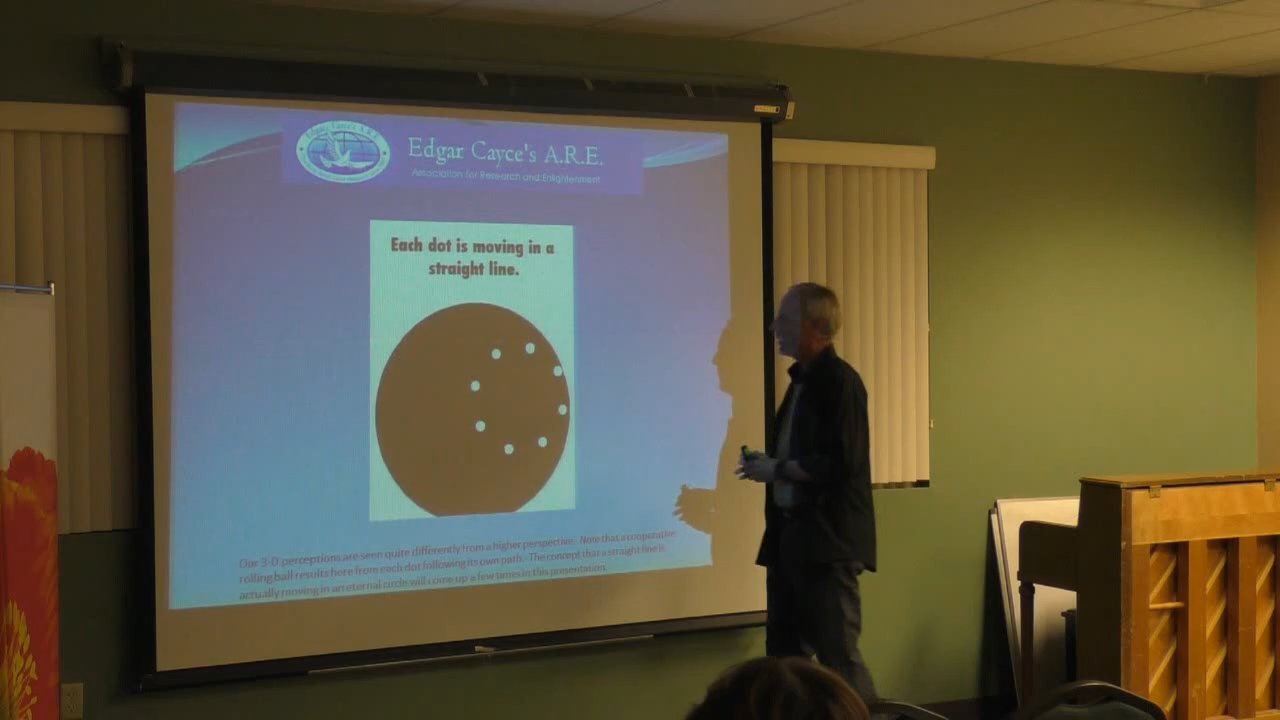 Edgar Cayce's A.R.E.
Edgar Cayce's A.R.E.
Association for Research and Enlightenment
Each dot is moving in a
straight line.
Our 3-D perceptions are seen quite differently from a higher perspective. Note that a cooperative
rolling ball results here from each dot following its own path. The concept that a straight line is
actually moving in an eternal circle will come up a few times in this presentation.